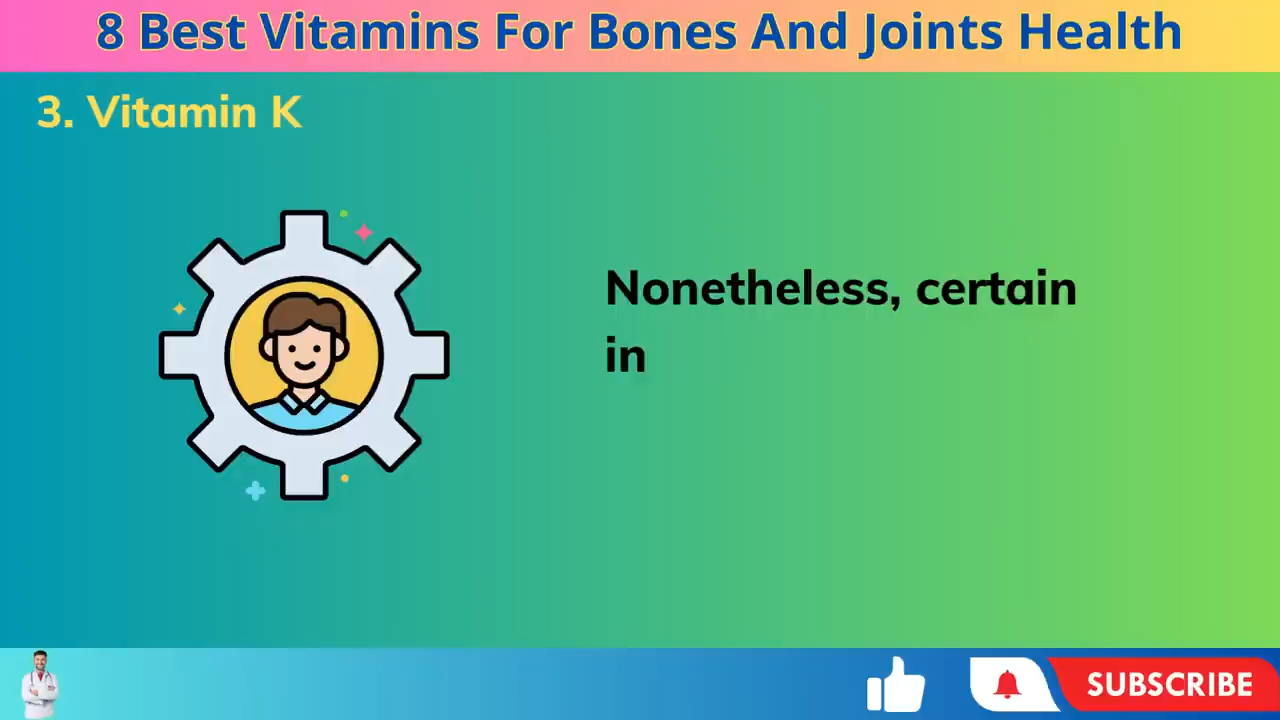 8 Best Vitamins For Bones And Joints Health
3. Vitamin K
Nonetheless, certain
in
SUBSCRIBE